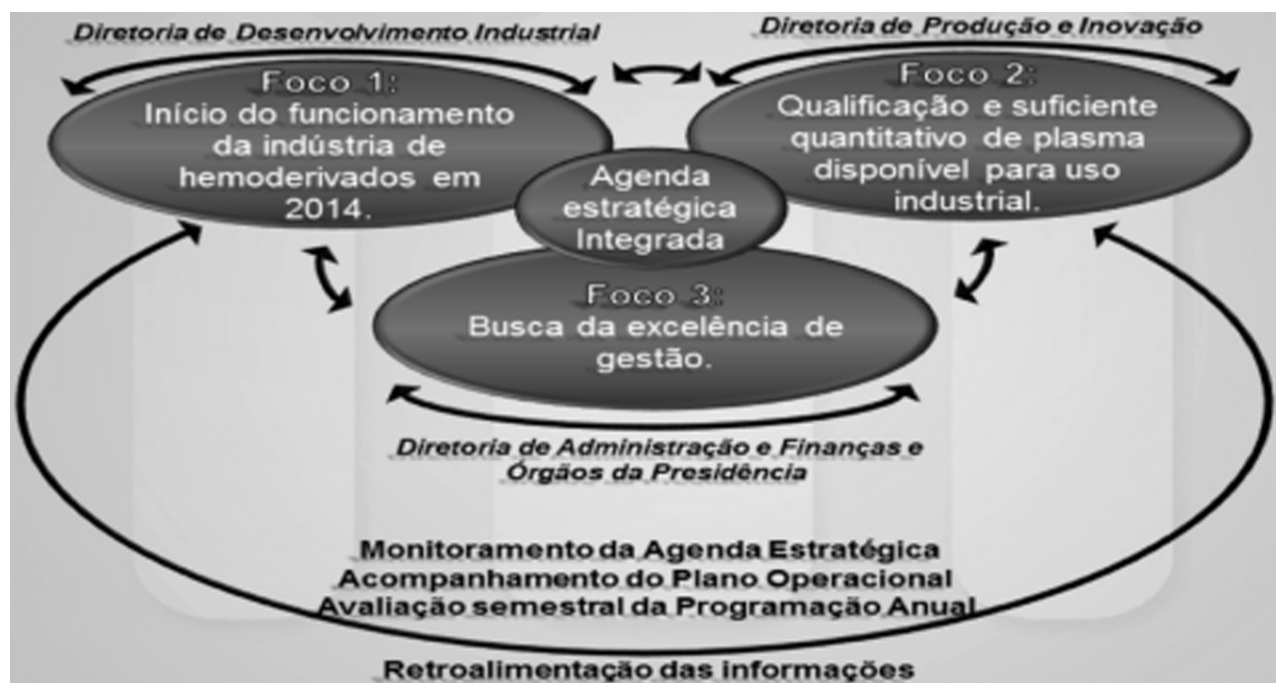 Diretoria de Desenvolvimento Industrial
Diretoria de Produção e Inovação
Foco 1:
Início do funcionamento
da indústria de
hemoderivados em
2014.
Foco 2:
Qualificação e suficiente
quantitativo de plasma
disponível para uso
industrial.
Agenda
estratégica
Integrada
Foco 3:
Busca da excelência de
gestão.
Diretoria de Administração e Finanças e
Órgãos da Presidência
Monitoramento da Agenda Estratégica
Acompanhamento do Plano Operacional
Avaliação semestral da Programação Anual
Retroalimentação das informações